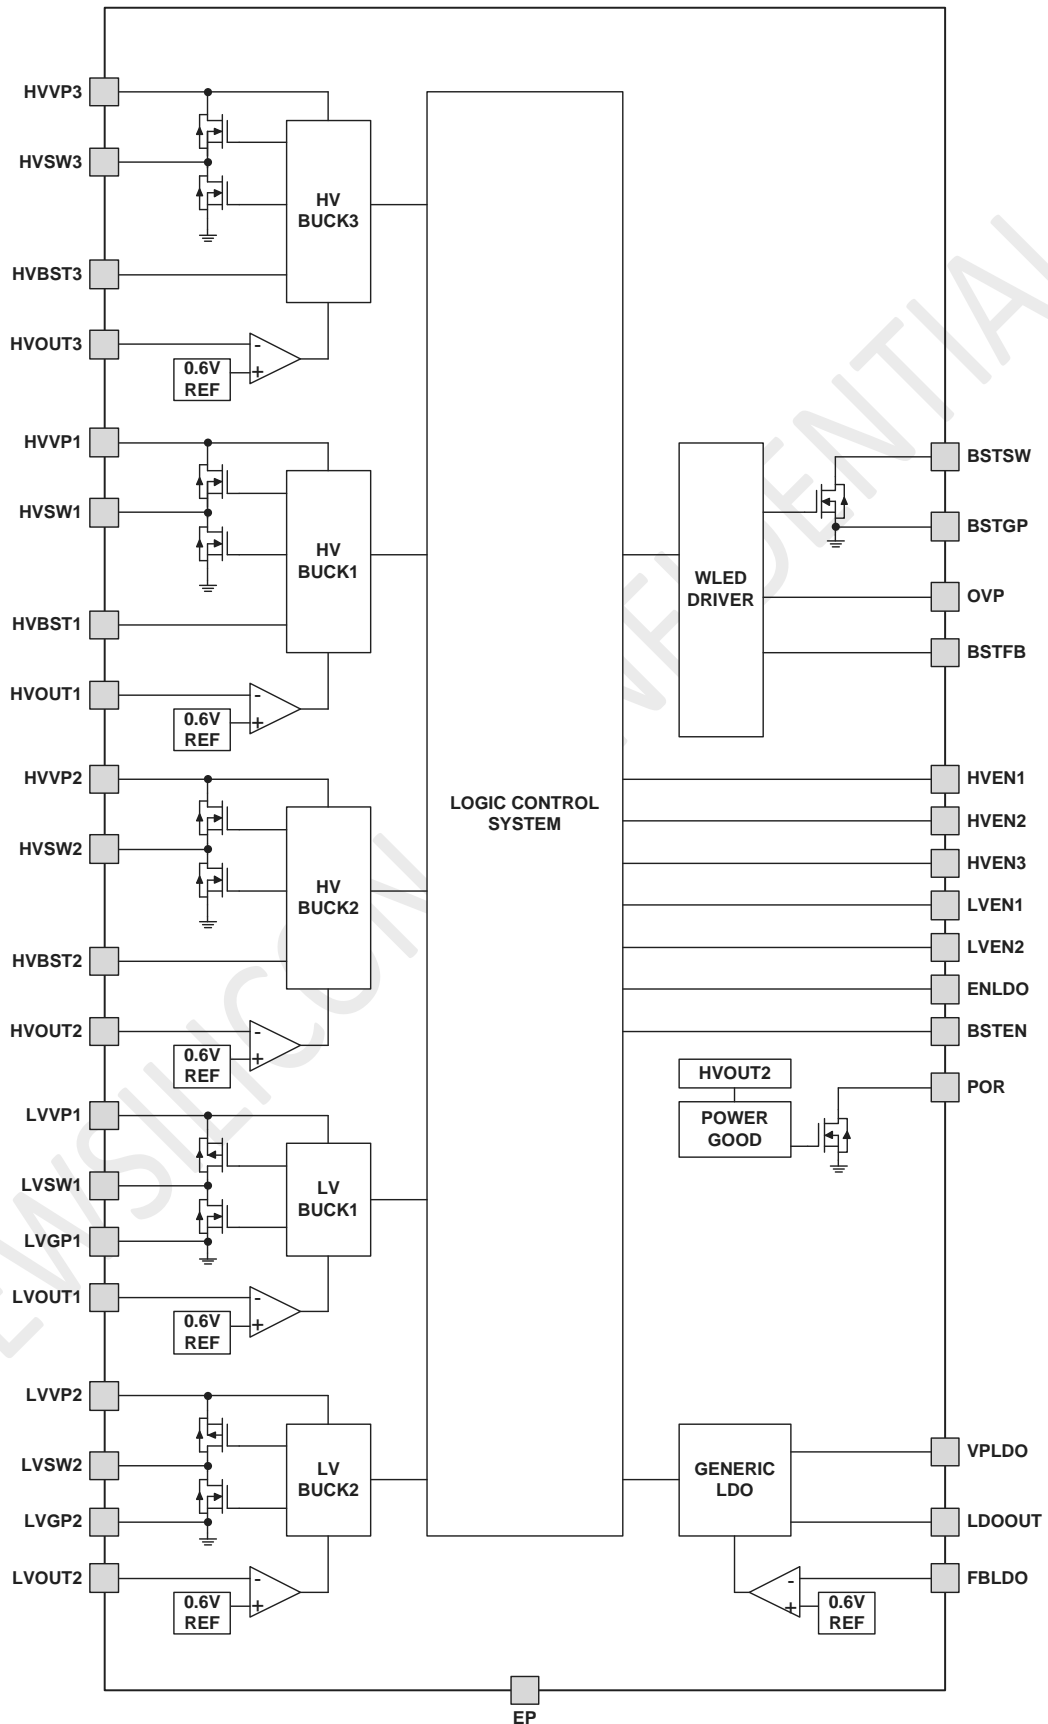 HVVP3
HVSW3
HV
BUCK3
HVBST3
HVOUT3
-
+
0.6V
REF
HVVP1
HVSW1
HV
BUCK1
HVBST1
HVOUT1
-
+
0.6V
REF
HVVP2
HVSW2
HV
BUCK2
HVBST2
HVOUT2
-
+
0.6V
REF
LVVP1
LVSW1
LV
BUCK1
LVGP1
LVOUT1
-
+
0.6V
REF
LVVP2
LVSW2
LV
BUCK2
LVGP2
LVOUT2
-
+
0.6V
REF
LOGIC CONTROL
SYSTEM
WLED
DRIVER
BSTSW
BSTGP
OVP
BSTFB
HVEN1
HVEN2
HVEN3
LVEN1
LVEN2
ENLDO
BSTEN
HVOUT2
POWER
GOOD
POR
GENERIC
LDO
VPLDO
LDOOUT
FBLDO
-
+
0.6V
REF
EP